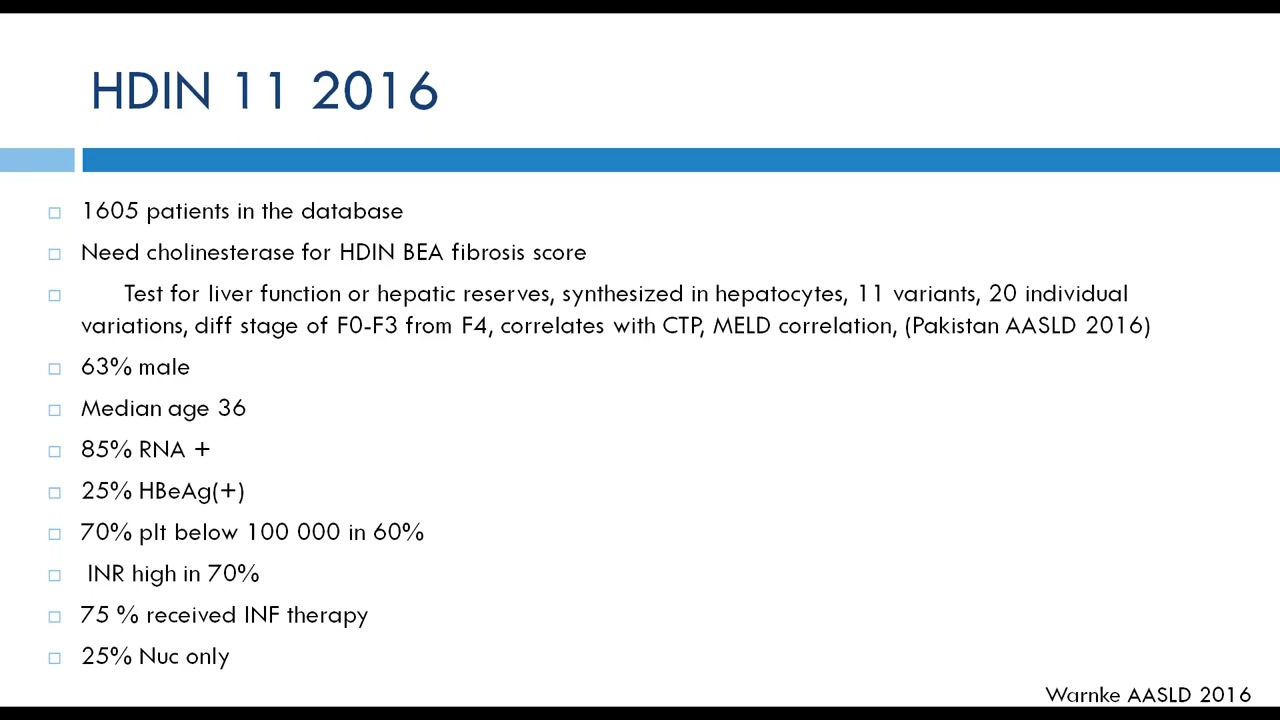 HDIN 11 2016
1605 patients in the database
Need cholinesterase for HDIN BEA fibrosis score
Test for liver function or hepatic reserves, synthesized in hepatocytes, 11 variants, 20 individual
variations, diff stage of F0-F3 from F4, correlates with CTP, MELD correlation, (Pakistan AASLD 2016)
63% male
Median age 36
85% RNA +
25% HBeAg(+)
70% plt below 100 000 in 60%
INR high in 70%
75 % received INF therapy
25% Nuc only
Warnke AASLD 2016